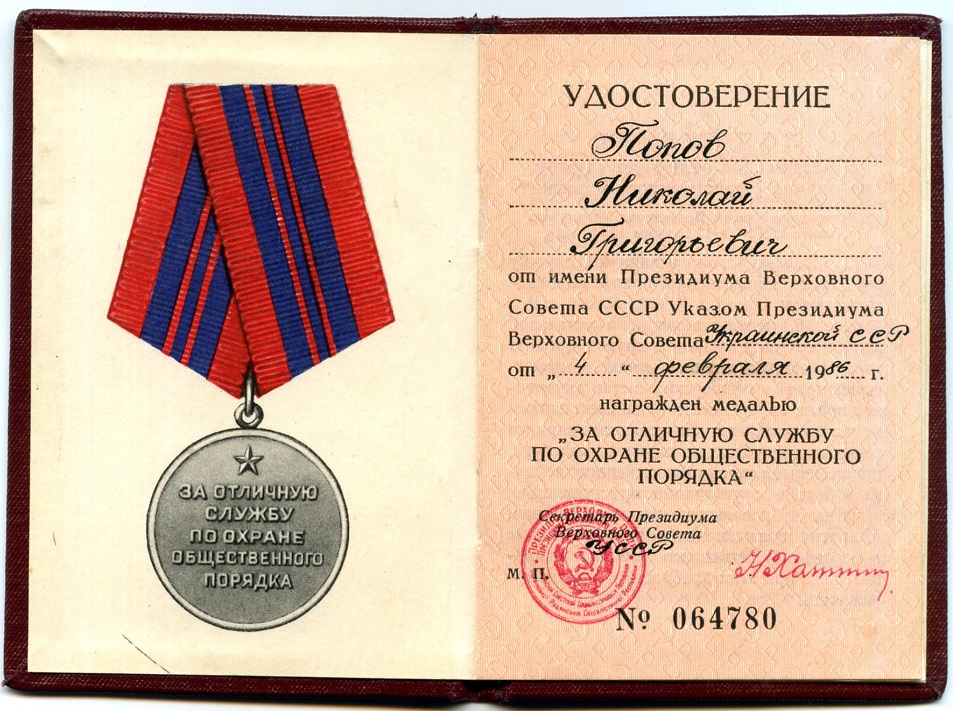 ЗА ОТЛИЧНУЮ
СЛУЖБУ
ПО ОХРАНЕ
ОБЩЕСТВЕННОГО
ПОРЯДКА
УДОСТОВЕРЕНИЕ
Попов
Николай
Григорьевич
от имени Президиума Верховного
Совета СССР Указом Президиума
Верховного Совета Украинской ССР
от „ 4 “ февраля 1986 г.
награжден медалью
„ЗА ОТЛИЧНУЮ СЛУЖБУ
ПО ОХРАНЕ ОБЩЕСТВЕННОГО
ПОРЯДКА“
Секретарь Президиума
Верховного Совета
УССР
М. П.
№ 064780